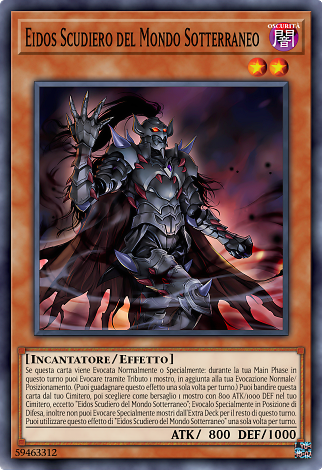 EIDOS SCUDIERO DEL MONDO SOTTERRANEO
OSCURITÀ
闇
[INCANTATORE/EFFETTO]
Se questa carta viene Evocata Normalmente o Specialmente: durante la tua Main Phase in
questo turno puoi Evocare tramite Tributo 1 mostro, in aggiunta alla tua Evocazione Normale/
Posizionamento. (Puoi guadagnare questo effetto una sola volta per turno.) Puoi bandire questa
carta dal tuo Cimitero, poi scegliere come bersaglio 1 mostro con 800 ATK/1000 DEF nel tuo
Cimitero, eccetto "Eidos Scudiero del Mondo Sotterraneo"; Evocalo Specialmente in Posizione di
Difesa, inoltre non puoi Evocare Specialmente mostri dall'Extra Deck per il resto di questo turno.
Puoi utilizzare questo effetto di "Eidos Scudiero del Mondo Sotterraneo" una sola volta per turno.
ATK/ 800 DEF/1000
59463312